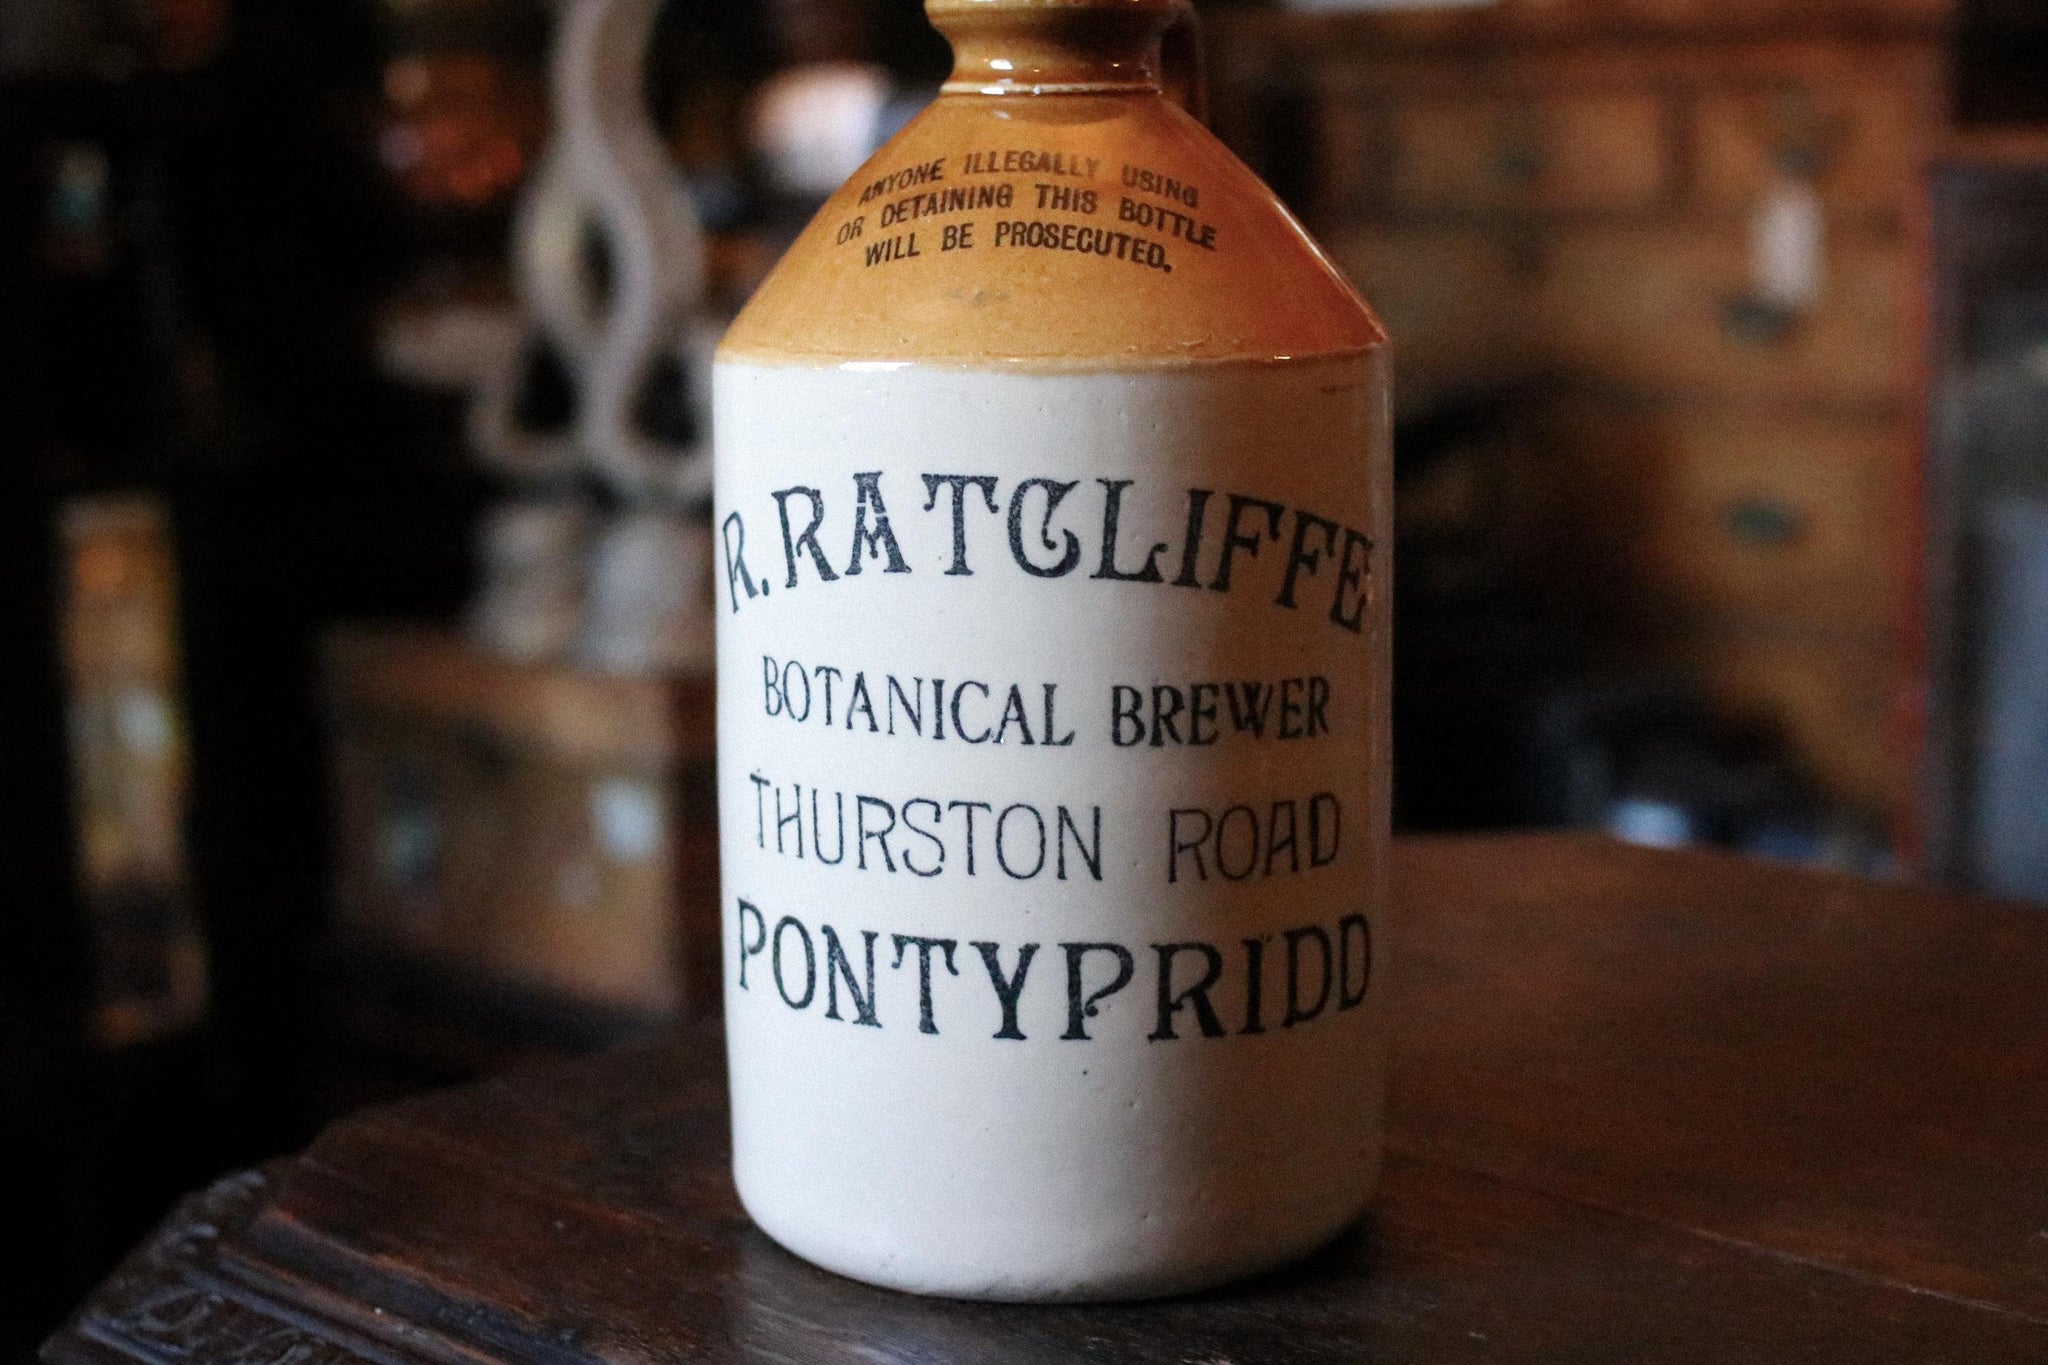 ANYONE ILLEGALLY USING
OR DETAINING THIS BOTTLE
WILL BE PROSECUTED.
R. RATCLIFFE
BOTANICAL BREWER
THURSTON ROAD
PONTYPRIDD